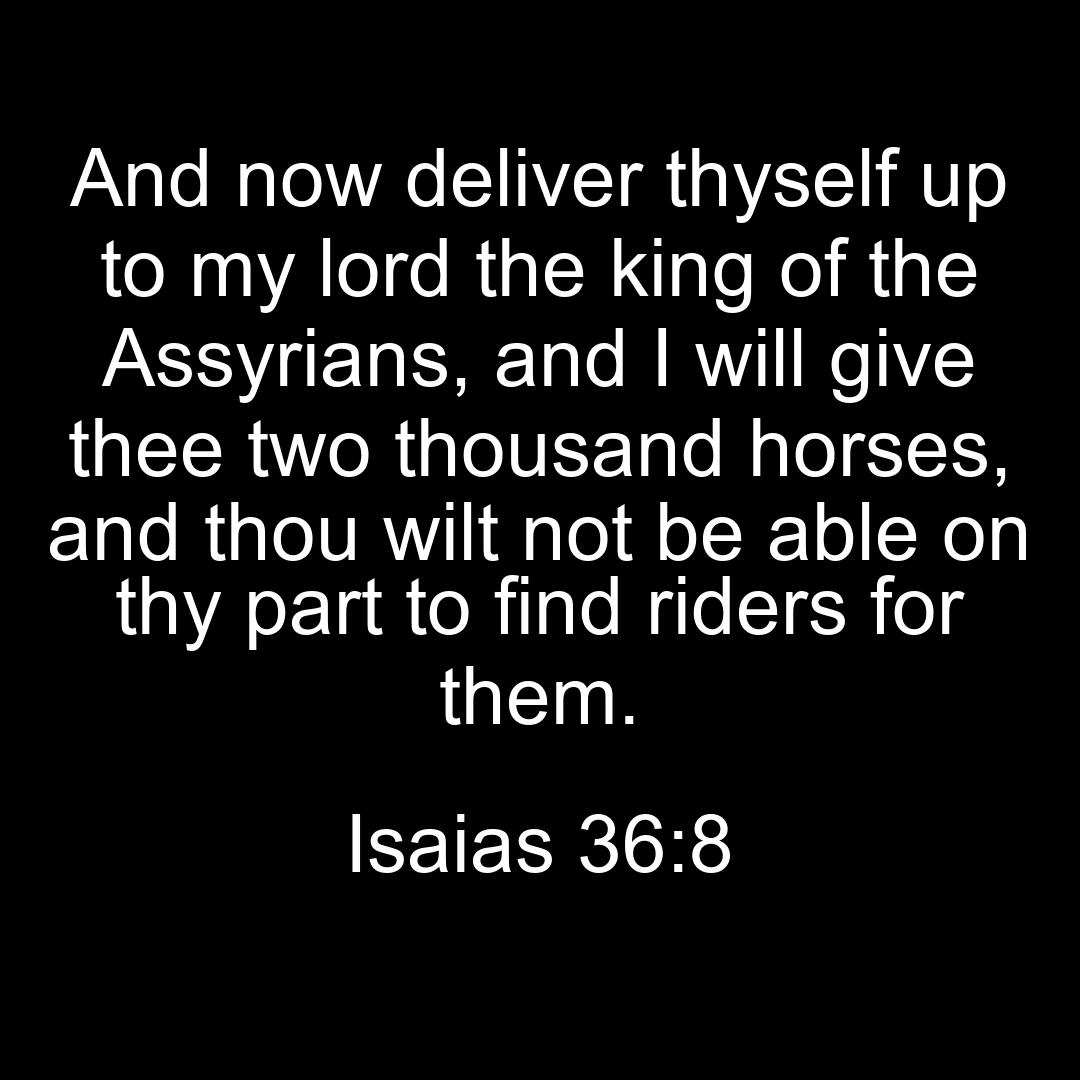 And now deliver thyself up
to my lord the king of the
Assyrians, and I will give
thee two thousand horses,
and thou wilt not be able on
thy part to find riders for
them.
Isaias 36:8